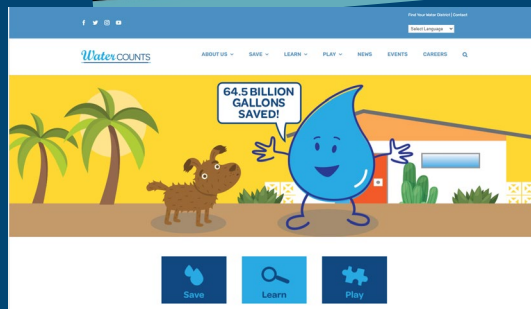 Find Your Water District | Contact
Select Language
Water COUNTS
ABOUT US SAVE LEARN PLAY NEWS EVENTS CAREERS
64.5 BILLION
GALLONS
SAVED!
Save Learn Play